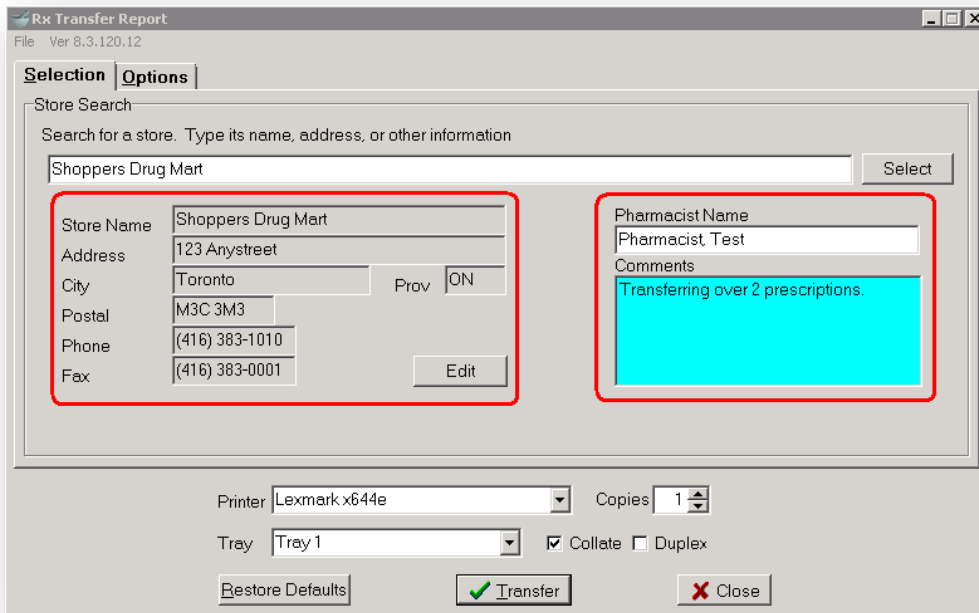 Rx Transfer Report
File Ver 8.3.120.12
Selection Options
Store Search
Search for a store. Type its name, address, or other information
Shoppers Drug Mart Select
Store Name Shoppers Drug Mart
Address 123 Anystreet
City Toronto Prov ON
Postal M3C 3M3
Phone (416) 383-1010
Fax (416) 383-0001
Edit
Pharmacist Name
Pharmacist, Test
Comments
Transferring over 2 prescriptions.
Printer Lexmark x644e Copies 1
Tray Tray 1 Collate Duplex
Restore Defaults Transfer Close